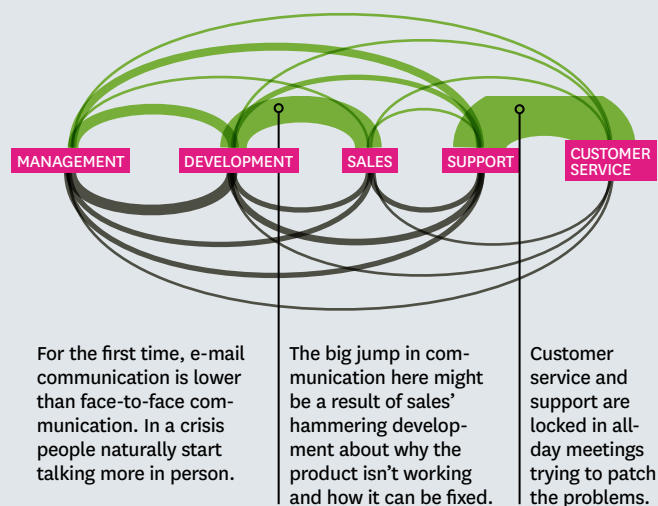 MANAGEMENT
DEVELOPMENT
SALES
SUPPORT
CUSTOMER
SERVICE
For the first time, e-mail
communication is lower
than face-to-face com-
munication. In a crisis
people naturally start
talking more in person.
The big jump in com-
munication here might
be a result of sales’
hammering develop-
ment about why the
product isn’t working
and how it can be fixed.
Customer
service and
support are
locked in all-
day meetings
trying to patch
the problems.